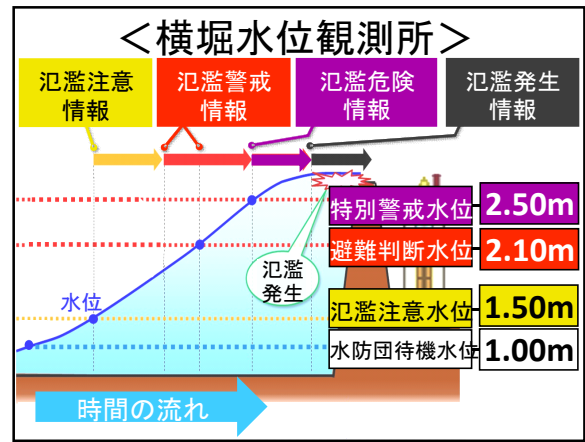 ＜横堀水位観測所＞
氾濫注意
情報
氾濫警戒
情報
氾濫危険
情報
氾濫発生
情報
特別警戒水位 2.50m
避難判断水位 2.10m
氾濫
発生
水位
氾濫注意水位 1.50m
水防団待機水位 1.00m
時間の流れ